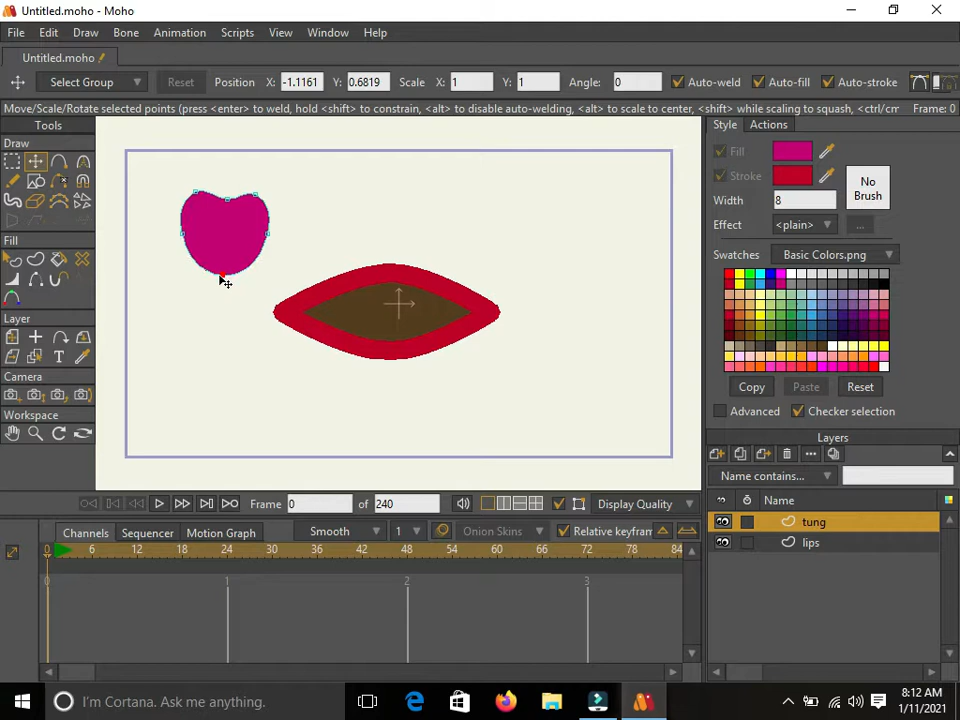 Untitled.moho - Moho
File Edit Draw Bone Animation Scripts View Window Help
Untitled.moho
Select Group Reset Position X: -1.1161 Y: 0.6819 Scale X: 1 Y: 1 Angle: 0 Auto-weld Auto-fill Auto-stroke
Move/Scale/Rotate selected points (press <enter> to weld, hold <shift> to constrain, <alt> to disable auto-welding, <alt> to scale to center, <shift> while scaling to squash, <ctrl/cm Frame: 0
Tools
Draw
Fill
Layer
Camera
Workspace
Style Actions
Fill
Stroke
No Brush
Width 8
Effect <plain> ...
Swatches Basic Colors.png
Copy Paste Reset
Advanced Checker selection
Layers
Name contains...
Name
tung
lips
Frame 0 of 240 Display Quality
Channels Sequencer Motion Graph Smooth 1 Onion Skins Relative keyfram
0 6 12 18 24 30 36 42 48 54 60 66 72 78 84
0 1 2 3
I'm Cortana. Ask me anything.
8:12 AM
1/11/2021